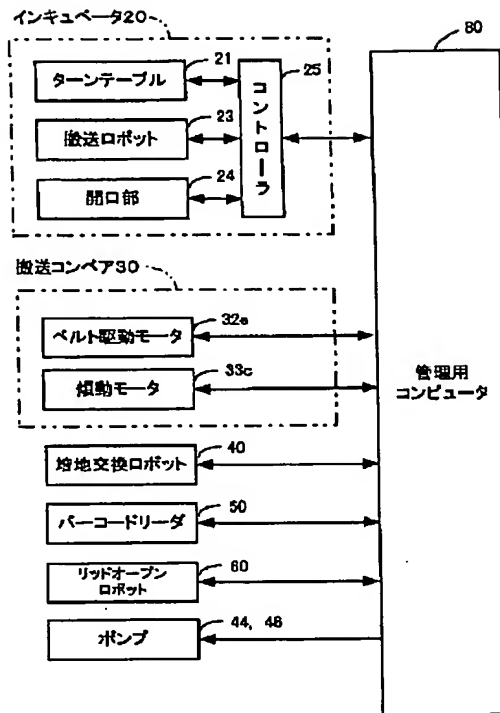 インキュベータ20
80
21
25
ターンテーブル
コントローラ
23
搬送ロボット
24
開口部
搬送コンベア30
32a
ベルト駆動モータ
33c
傾動モータ
管理用
コンピュータ
培地交換ロボット
40
バーコードリーダ
50
リッドオープン
ロボット
60
ポンプ
44, 46